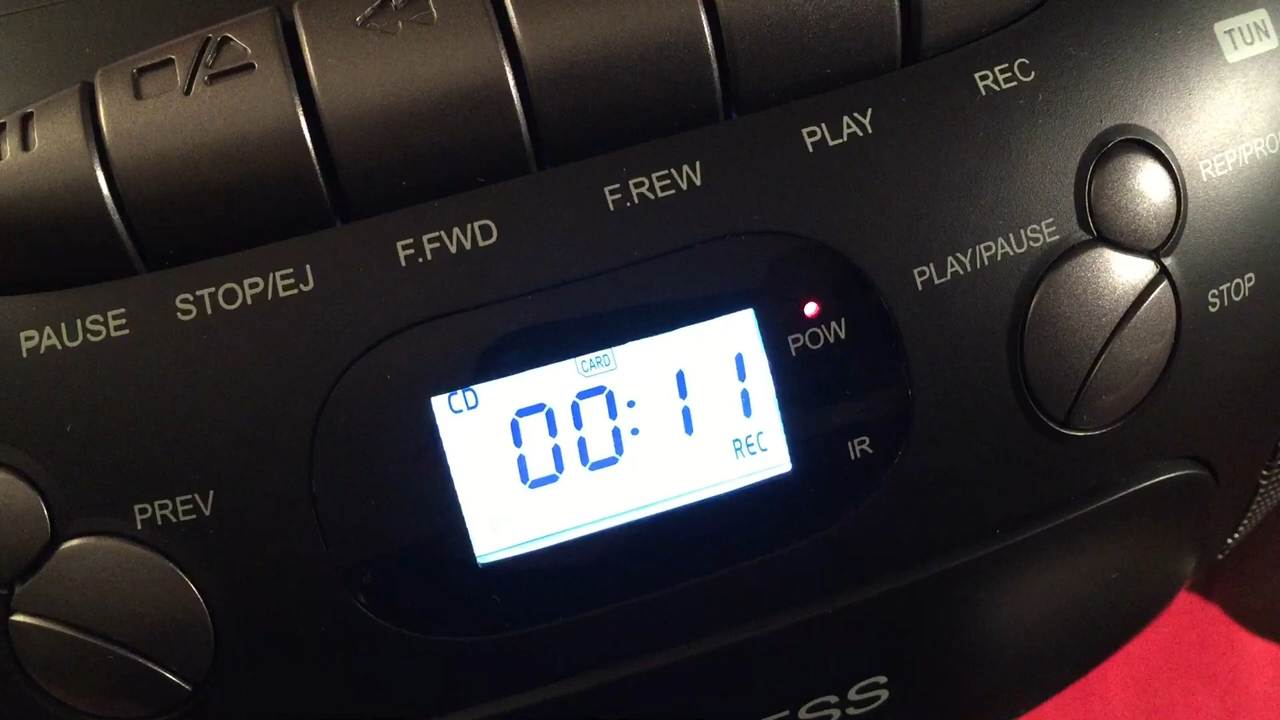 TUN
REC
PLAY
F.REW
F.FWD
STOP/EJ
PAUSE
REP/PRO
PLAY/PAUSE
STOP
POW
CARD
CD
00:11
REC
IR
PREV